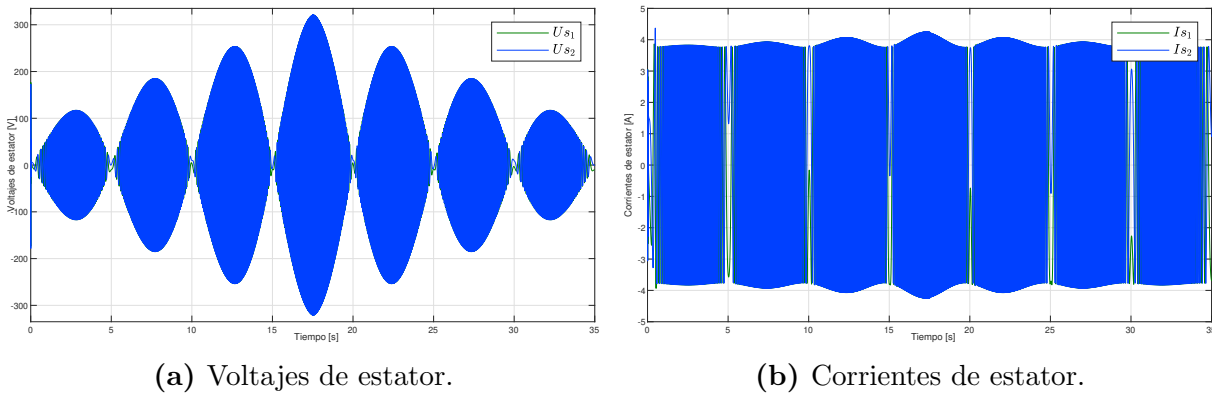 Us1
Us2
Voltajes de estator [V]
300
200
100
0
-100
-200
-300
0 5 10 15 20 25 30 35
Tiempo [s]
(a) Voltajes de estator.
Is1
Is2
Corrientes de estator [A]
5
4
3
2
1
0
-1
-2
-3
-4
-5
0 5 10 15 20 25 30 35
Tiempo [s]
(b) Corrientes de estator.